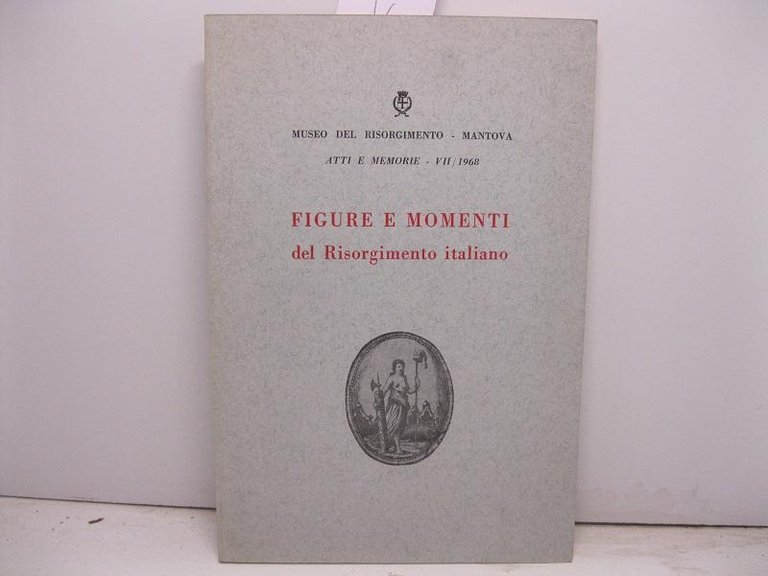 MUSEO DEL RISORGIMENTO - MANTOVA
ATTI E MEMORIE - VII/1968
FIGURE E MOMENTI
del Risorgimento italiano